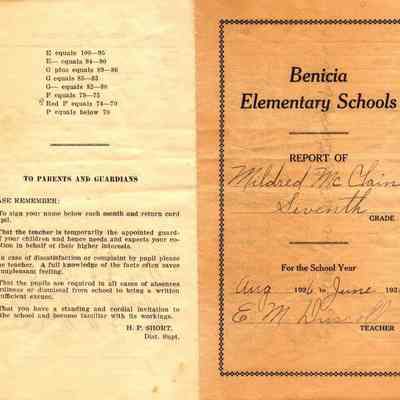 E equals 100—95
E— equals 94—90
G plus equals 89—86
G equals 85—83
G— equals 82—80
F equals 79—75
Red P equals 74—70
P equals below 70
TO PARENTS AND GUARDIANS
ASE REMEMBER:
To sign your name below each month and return card
pil.
That the teacher is temporarily the appointed guard-
of your children and hence needs and expects your co-
tion in behalf of their higher interests.
In case of dissatisfaction or complaint by pupil please
the teacher. A full knowledge of the facts often saves
unpleasant feeling.
That the pupils are required in all cases of absences
rdiness or dismissal from school to bring a written
ufficient excuse.
That you have a standing and cordial invitation to
the school and become familiar with its workings.
H. P. SHORT,
Dist. Supt.
Benicia
Elementary Schools
REPORT OF
Mildred McClain
Seventh
GRADE
For the School Year
Aug 1926 to June 192
E. M. Driscoll
TEACHER